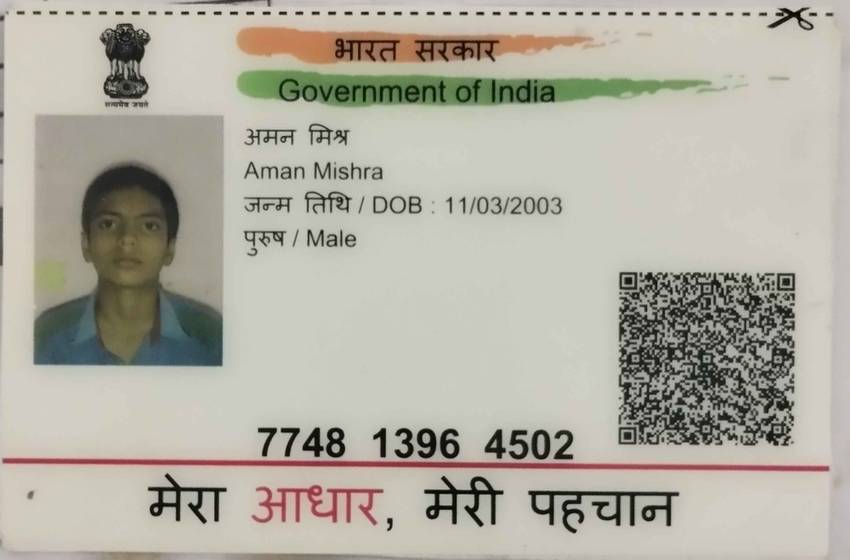 सत्यमेव जयते
भारत सरकार
Government of India
अमन मिश्र
Aman Mishra
जन्म तिथि / DOB : 11/03/2003
पुरुष / Male
7748 1396 4502
मेरा आधार, मेरी पहचान